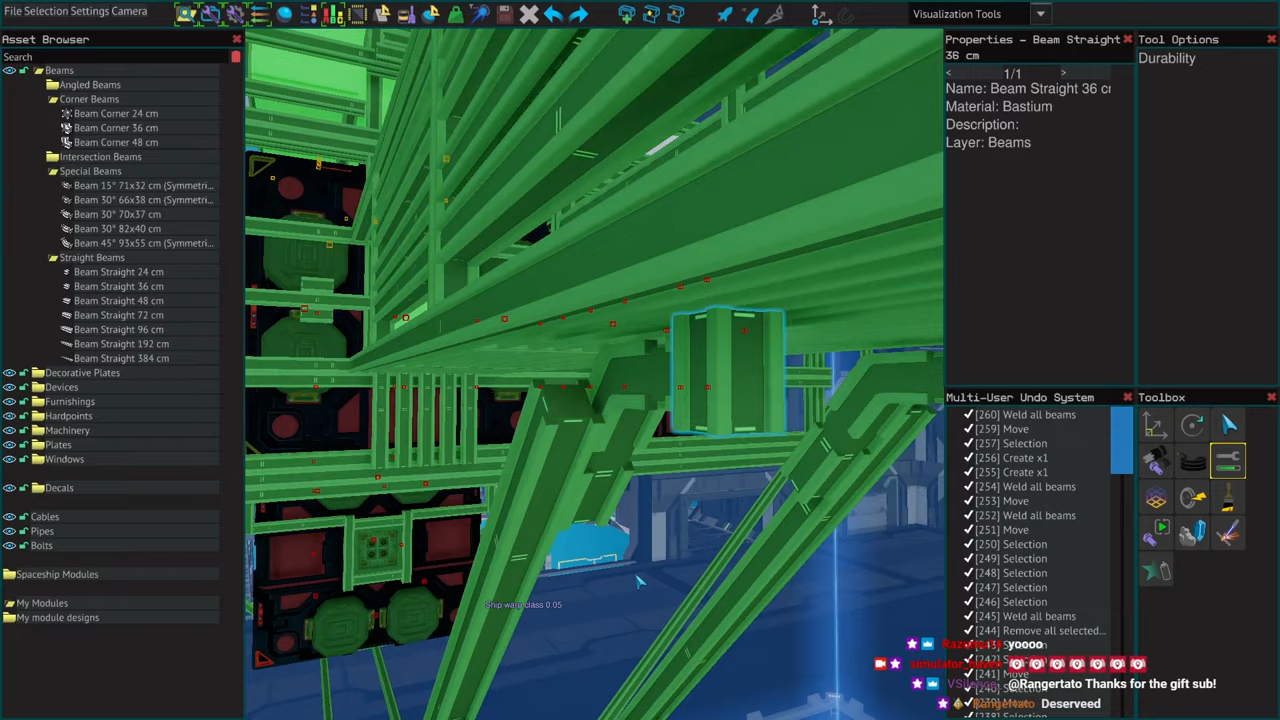 File Selection Settings Camera
Visualization Tools
Asset Browser
Search
Beams
Angled Beams
Corner Beams
Beam Corner 24 cm
Beam Corner 36 cm
Beam Corner 48 cm
Intersection Beams
Special Beams
Beam 15° 71x32 cm (Symmetri...
Beam 30° 66x38 cm (Symmetri...
Beam 30° 70x37 cm
Beam 30° 82x40 cm
Beam 45° 93x55 cm (Symmetri...
Straight Beams
Beam Straight 24 cm
Beam Straight 36 cm
Beam Straight 48 cm
Beam Straight 72 cm
Beam Straight 96 cm
Beam Straight 192 cm
Beam Straight 384 cm
Decorative Plates
Devices
Furnishings
Hardpoints
Machinery
Plates
Windows
Decals
Cables
Pipes
Bolts
Spaceship Modules
My Modules
My module designs
Ship warp class 0.05
Properties - Beam Straight
36 cm
< 1/1 >
Name: Beam Straight 36 cr
Material: Bastium
Description:
Layer: Beams
Tool Options
Durability
Multi-User Undo System
[260] Weld all beams
[259] Move
[257] Selection
[256] Create x1
[255] Create x1
[254] Weld all beams
[253] Move
[252] Weld all beams
[251] Move
[250] Selection
[249] Selection
[248] Selection
[247] Selection
[246] Selection
[245] Weld all beams
[244] Remove all selected...
[241] Move
Toolbox
yoooo
simulator_haven
VSilence @Rangertato Thanks for the gift sub!
Rangertato Deserveed